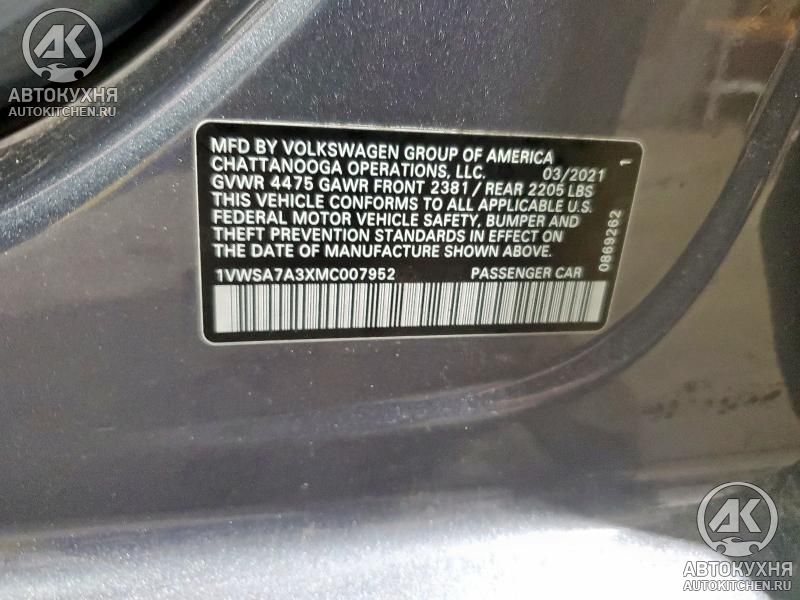 AK
АВТОКУХНЯ
AUTOKITCHEN.RU
MFD BY VOLKSWAGEN GROUP OF AMERICA
CHATTANOOGA OPERATIONS, LLC. 03/2021
GVWR 4475 GAWR FRONT 2381 / REAR 2205 LBS
THIS VEHICLE CONFORMS TO ALL APPLICABLE U.S.
FEDERAL MOTOR VEHICLE SAFETY, BUMPER AND
THEFT PREVENTION STANDARDS IN EFFECT ON
THE DATE OF MANUFACTURE SHOWN ABOVE.
1VWSA7A3XMC007952 PASSENGER CAR
0869262 1
AK
АВТОКУХНЯ
AUTOKITCHEN.RU